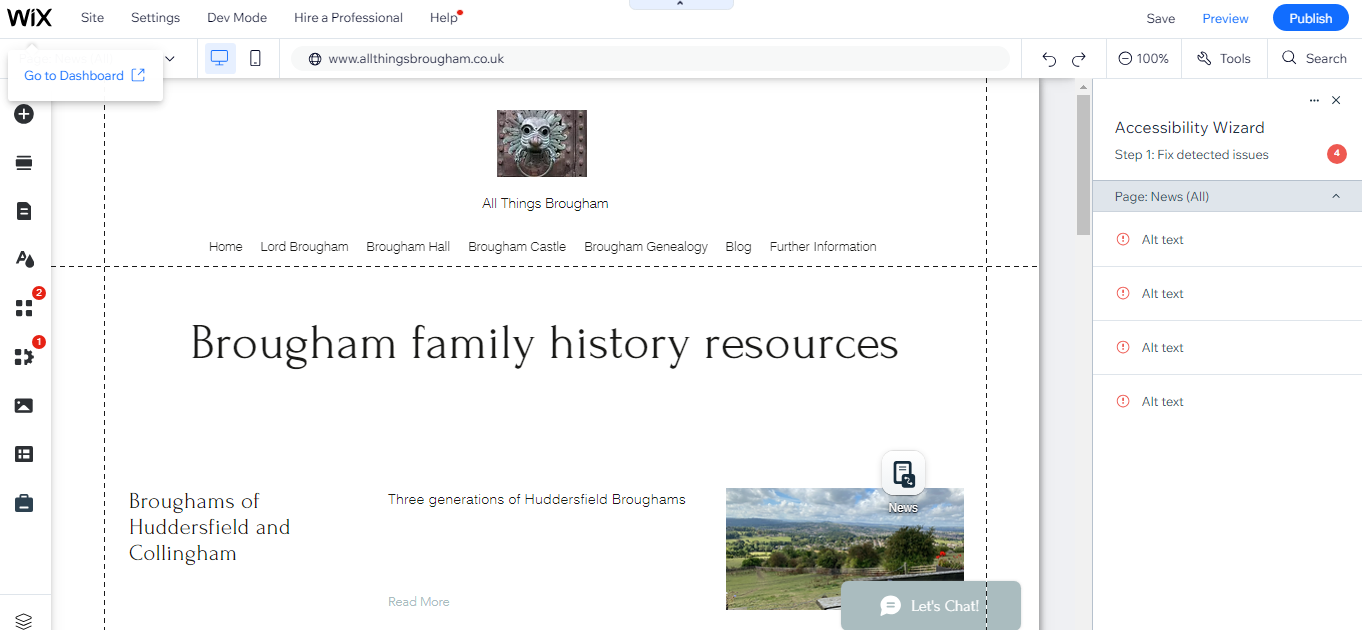 WiX
Site
Settings
Dev Mode
Hire a Professional
Help
Save
Preview
Publish
Go to Dashboard
www.allthingsbrougham.co.uk
100%
Tools
Search
All Things Brougham
Home
Lord Brougham
Brougham Hall
Brougham Castle
Brougham Genealogy
Blog
Further Information
2
1
Brougham family history resources
Broughams of
Huddersfield and
Collingham
Three generations of Huddersfield Broughams
Read More
News
Let's Chat!
Accessibility Wizard
Step 1: Fix detected issues
4
Page: News (All)
Alt text
Alt text
Alt text
Alt text